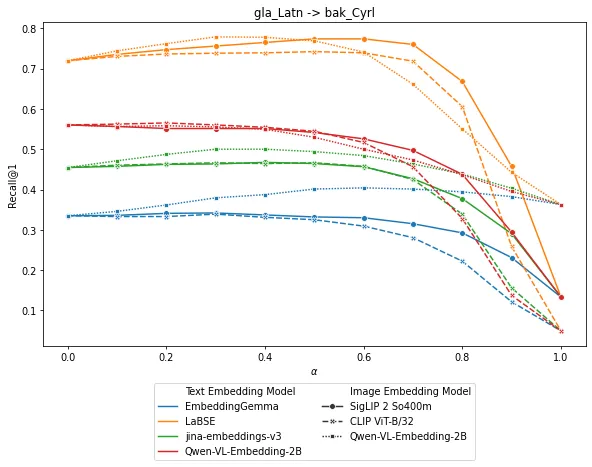 gla_Latn -> bak_Cyrl
Recall@1
0.8
0.7
0.6
0.5
0.4
0.3
0.2
0.1
0.0 0.2 0.4 0.6 0.8 1.0
α
Text Embedding Model Image Embedding Model
EmbeddingGemma SigLIP 2 So400m
LaBSE CLIP ViT-B/32
jina-embeddings-v3 Qwen-VL-Embedding-2B
Qwen-VL-Embedding-2B